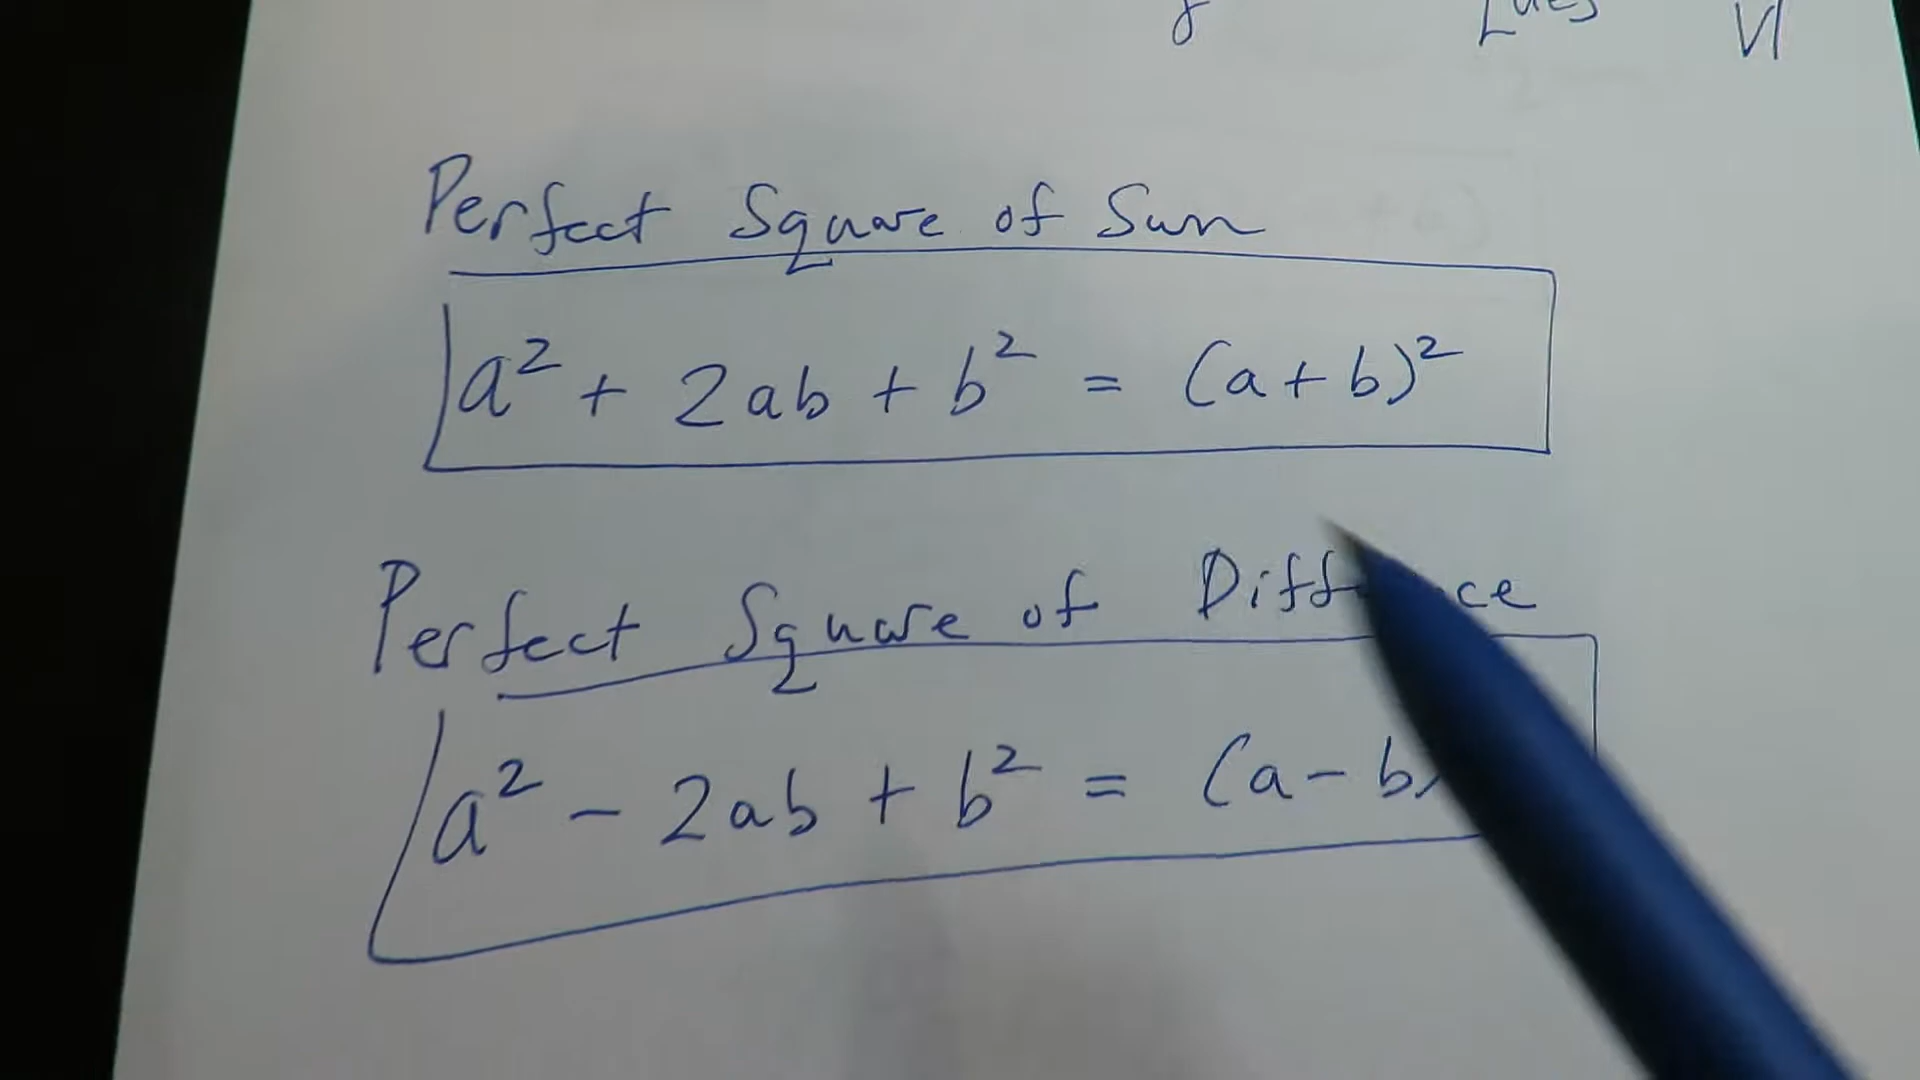 Perfect Square of Sum
a² + 2ab + b² = (a + b)²
Perfect Square of
a² - 2ab + b² = (a - b